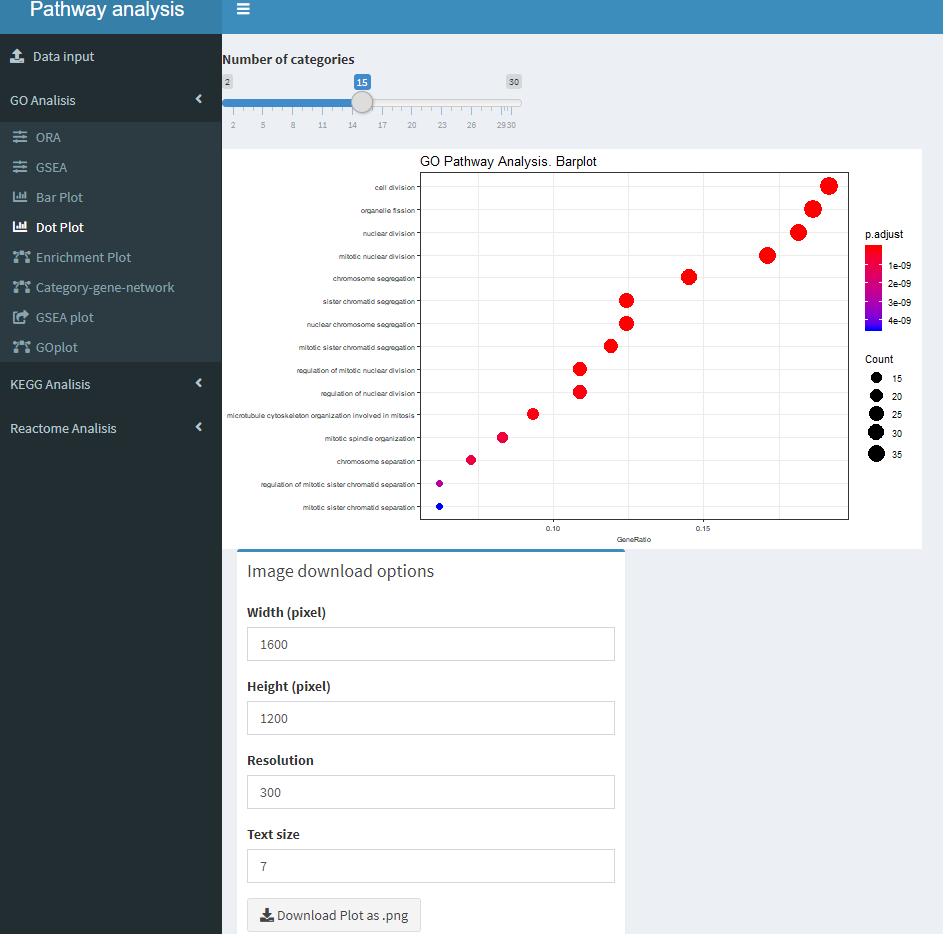 Pathway analysis
Data input
GO Analisis
ORA
GSEA
Bar Plot
Dot Plot
Enrichment Plot
Category-gene-network
GSEA plot
GOplot
KEGG Analisis
Reactome Analisis
Number of categories
2 15 30
2 5 8 11 14 17 20 23 26 29 30
GO Pathway Analysis. Barplot
cell division
organelle fission
nuclear division
mitotic nuclear division
chromosome segregation
sister chromatid segregation
nuclear chromosome segregation
mitotic sister chromatid segregation
regulation of mitotic nuclear division
regulation of nuclear division
microtubule cytoskeleton organization involved in mitosis
mitotic spindle organization
chromosome separation
regulation of mitotic sister chromatid separation
mitotic sister chromatid separation
0.10 0.15
GeneRatio
p.adjust
1e-09
2e-09
3e-09
4e-09
Count
15
20
25
30
35
Image download options
Width (pixel)
1600
Height (pixel)
1200
Resolution
300
Text size
7
Download Plot as .png